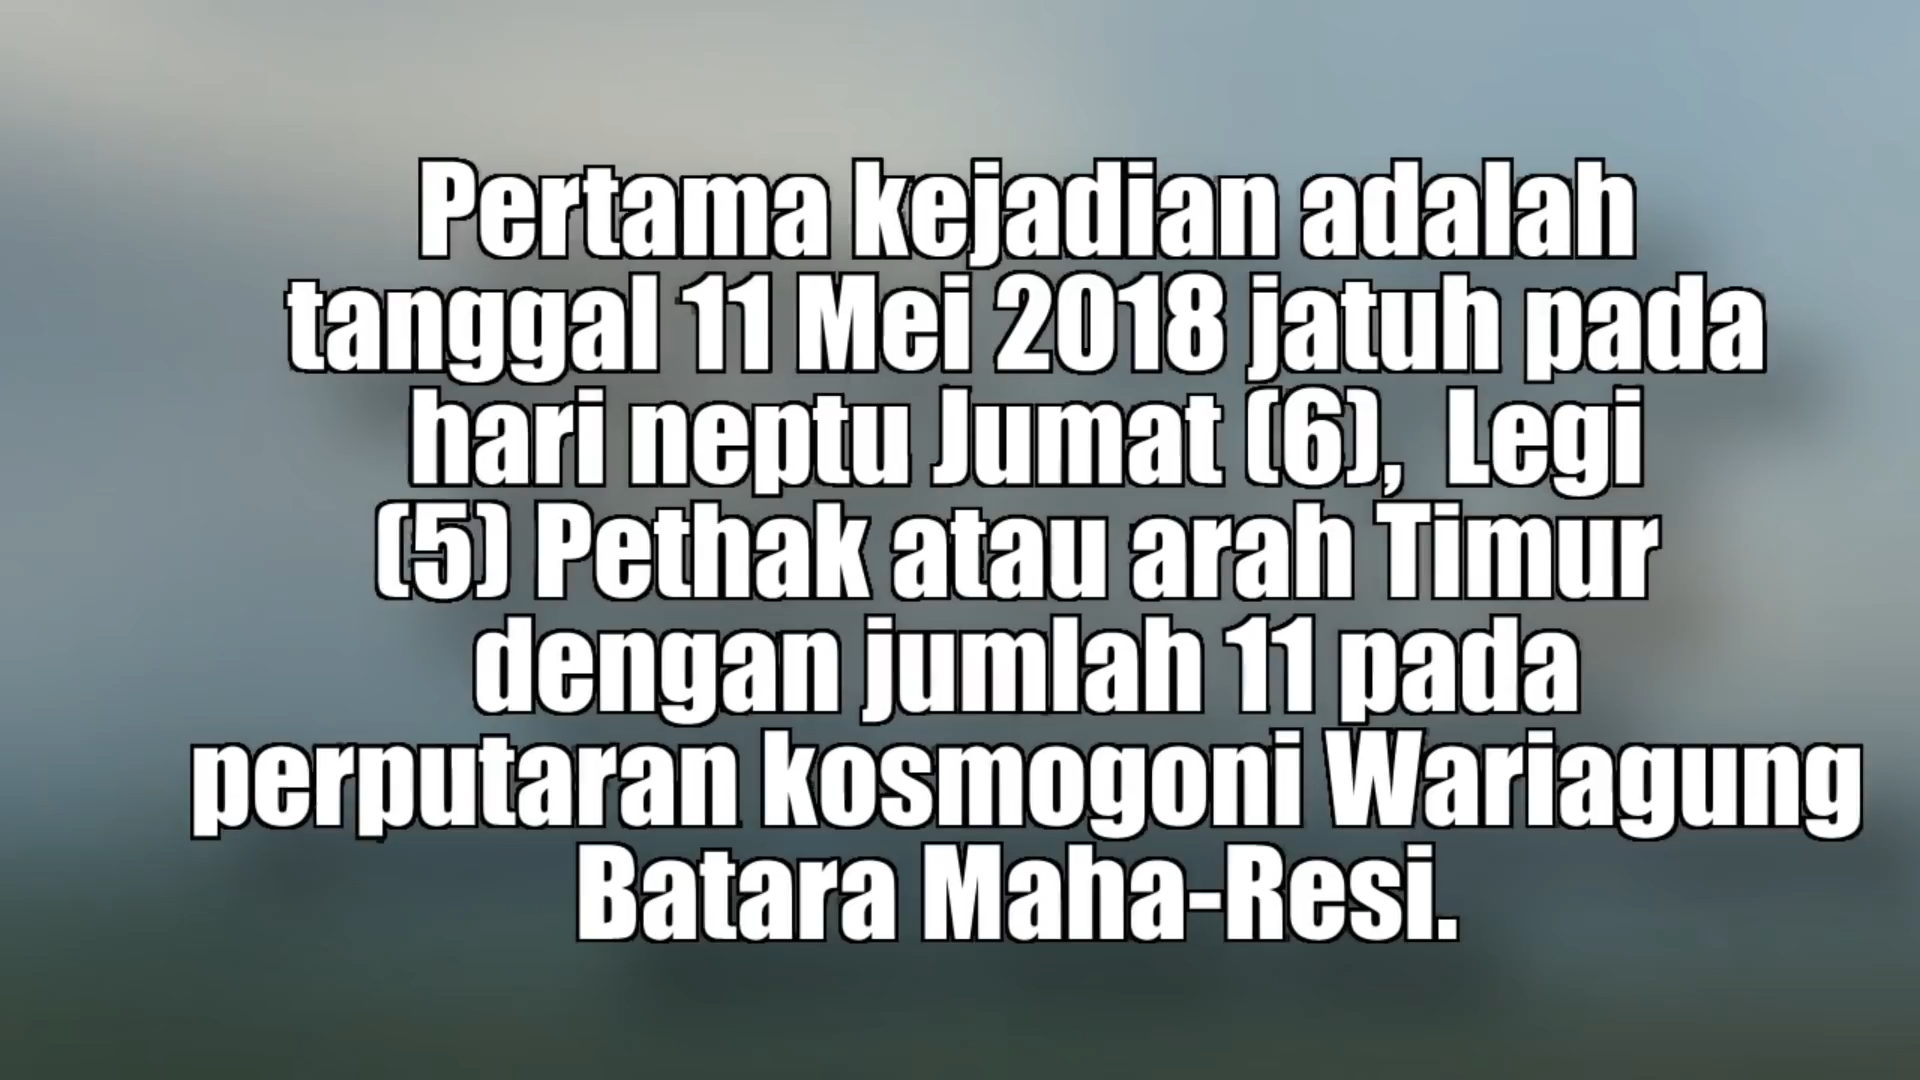 Pertama kejadian adalah
tanggal 11 Mei 2018 jatuh pada
hari neptu Jumat (6), Legi
(5) Pethak atau arah Timur
dengan jumlah 11 pada
perputaran kosmogoni Wariagung
Batara Maha-Resi.